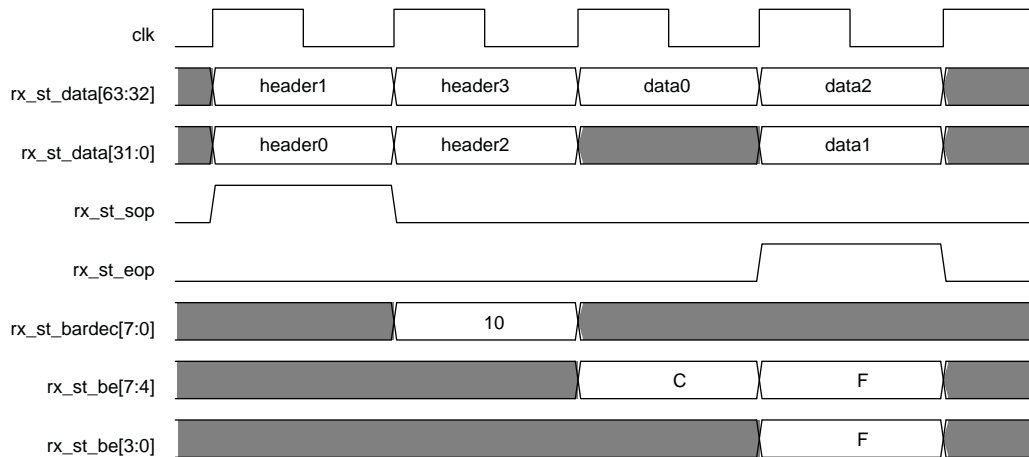 clk
rx_st_data[63:32] header1 header3 data0 data2
rx_st_data[31:0] header0 header2 data1
rx_st_sop
rx_st_eop
rx_st_bardec[7:0] 10
rx_st_be[7:4] C F
rx_st_be[3:0] F